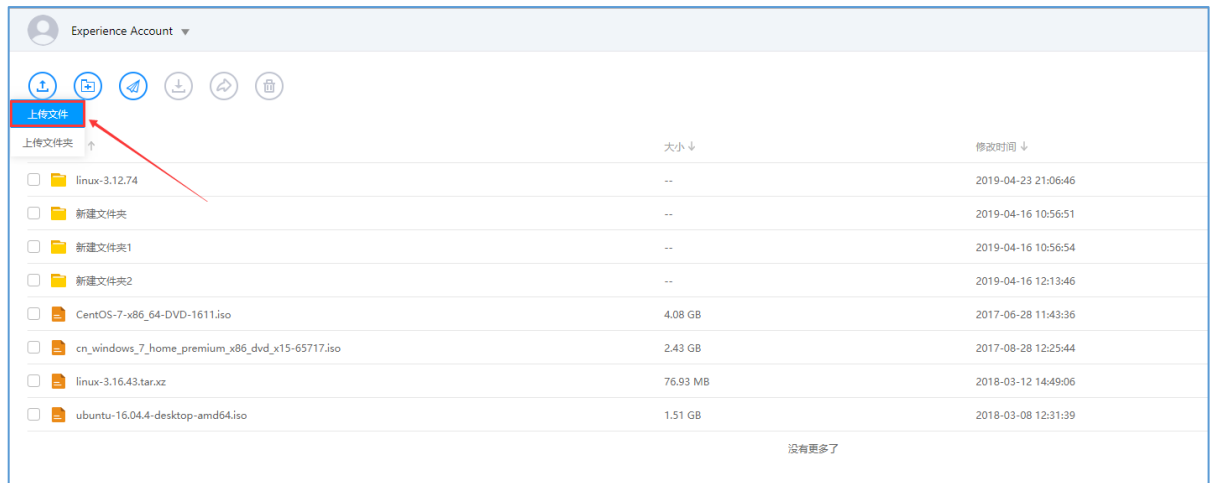 Experience Account
上传文件
上传文件夹
大小 修改时间
linux-3.12.74 -- 2019-04-23 21:06:46
新建文件夹 -- 2019-04-16 10:56:51
新建文件夹1 -- 2019-04-16 10:56:54
新建文件夹2 -- 2019-04-16 12:13:46
CentOS-7-x86_64-DVD-1611.iso 4.08 GB 2017-06-28 11:43:36
cn_windows_7_home_premium_x86_dvd_x15-65717.iso 2.43 GB 2017-08-28 12:25:44
linux-3.16.43.tar.xz 76.93 MB 2018-03-12 14:49:06
ubuntu-16.04.4-desktop-amd64.iso 1.51 GB 2018-03-08 12:31:39
没有更多了